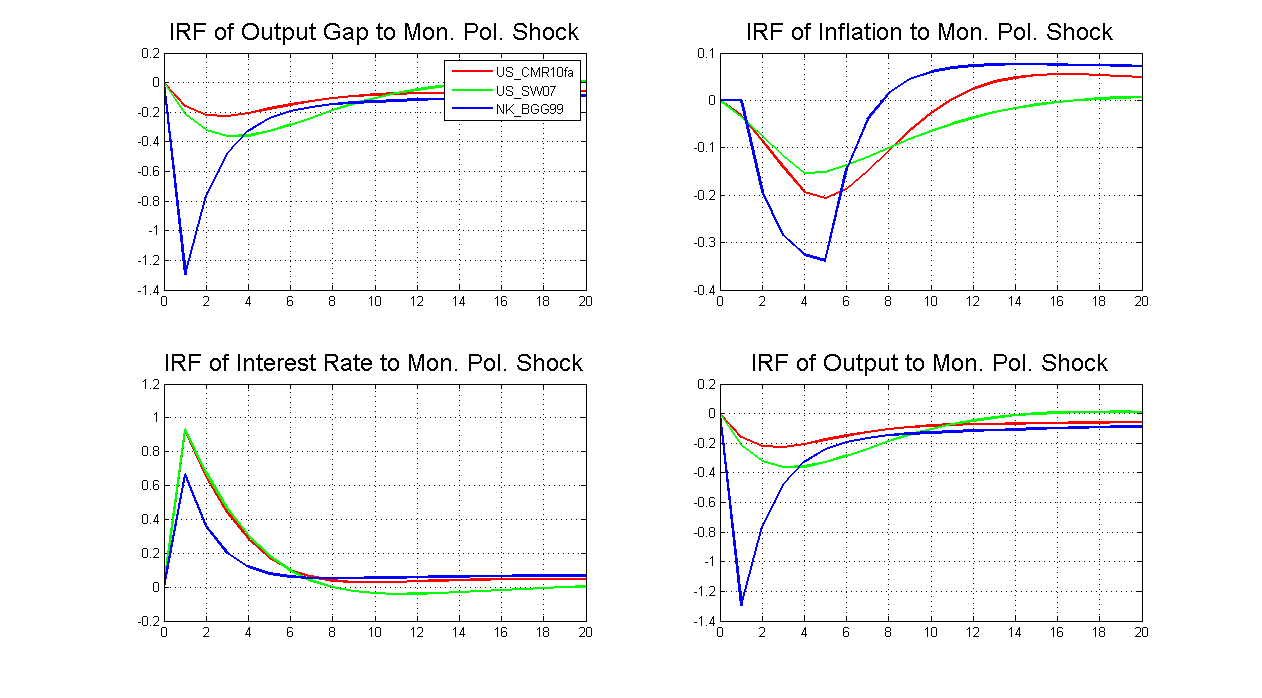 IRF of Output Gap to Mon. Pol. Shock
0.2
0
-0.2
-0.4
-0.6
-0.8
-1
-1.2
-1.4
0 2 4 6 8 10 12 14 16 18 20
US_CMR10fa
US_SW07
NK_BGG99
IRF of Inflation to Mon. Pol. Shock
0.1
0
-0.1
-0.2
-0.3
-0.4
0 2 4 6 8 10 12 14 16 18 20
IRF of Interest Rate to Mon. Pol. Shock
1.2
1
0.8
0.6
0.4
0.2
0
-0.2
0 2 4 6 8 10 12 14 16 18 20
IRF of Output to Mon. Pol. Shock
0.2
0
-0.2
-0.4
-0.6
-0.8
-1
-1.2
-1.4
0 2 4 6 8 10 12 14 16 18 20